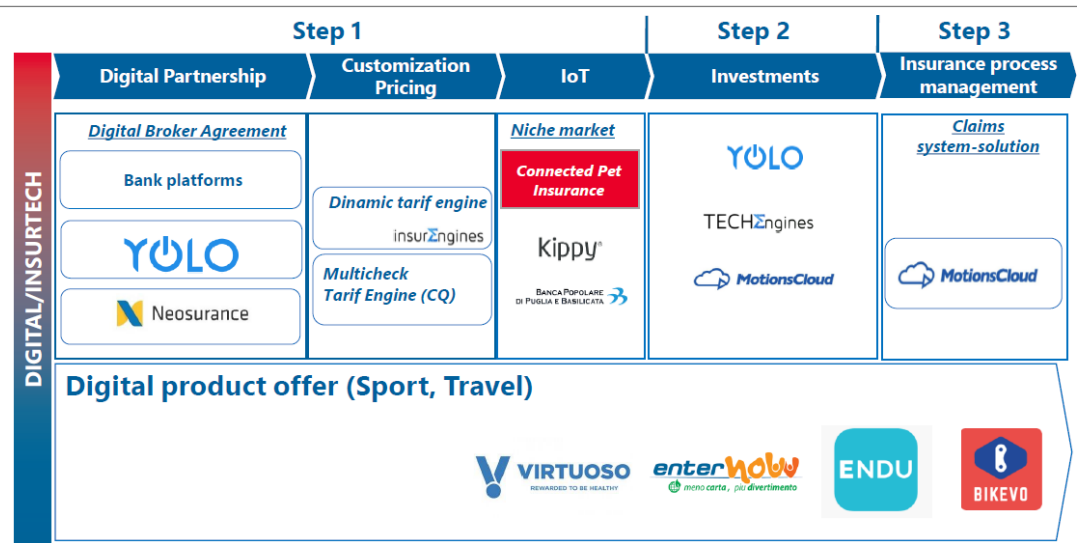 Step 1
Step 2
Step 3
DIGITAL/INSURTECH
Digital Partnership
Customization
Pricing
IoT
Investments
Insurance process
management
Digital Broker Agreement
Bank platforms
YOLO
Neosurance
Dinamic tarif engine
insurΣngines
Multicheck
Tarif Engine (CQ)
Niche market
Connected Pet
Insurance
Kippy®
BANCA POPOLARE
DI PUGLIA E BASILICATA
YOLO
TECHΣngines
MotionsCloud
Claims
system-solution
MotionsCloud
Digital product offer (Sport, Travel)
VIRTUOSO
REWARDED TO BE HEALTHY
enterNOW
meno carta, più divertimento
ENDU
BIKEVO